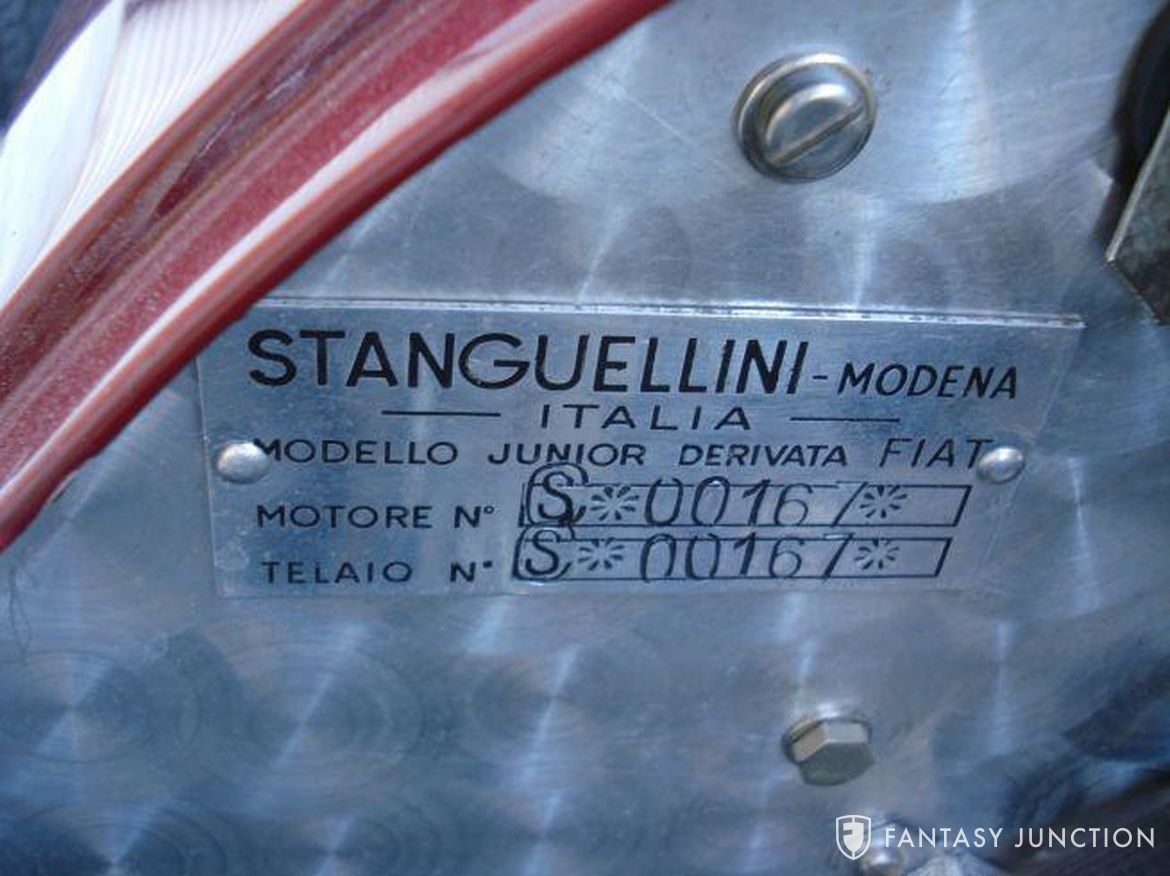 STANGUELLINI - MODENA
ITALIA
MODELLO JUNIOR DERIVATA FIAT
MOTORE N° S*00167*
TELAIO N° S*00167*
FANTASY JUNCTION